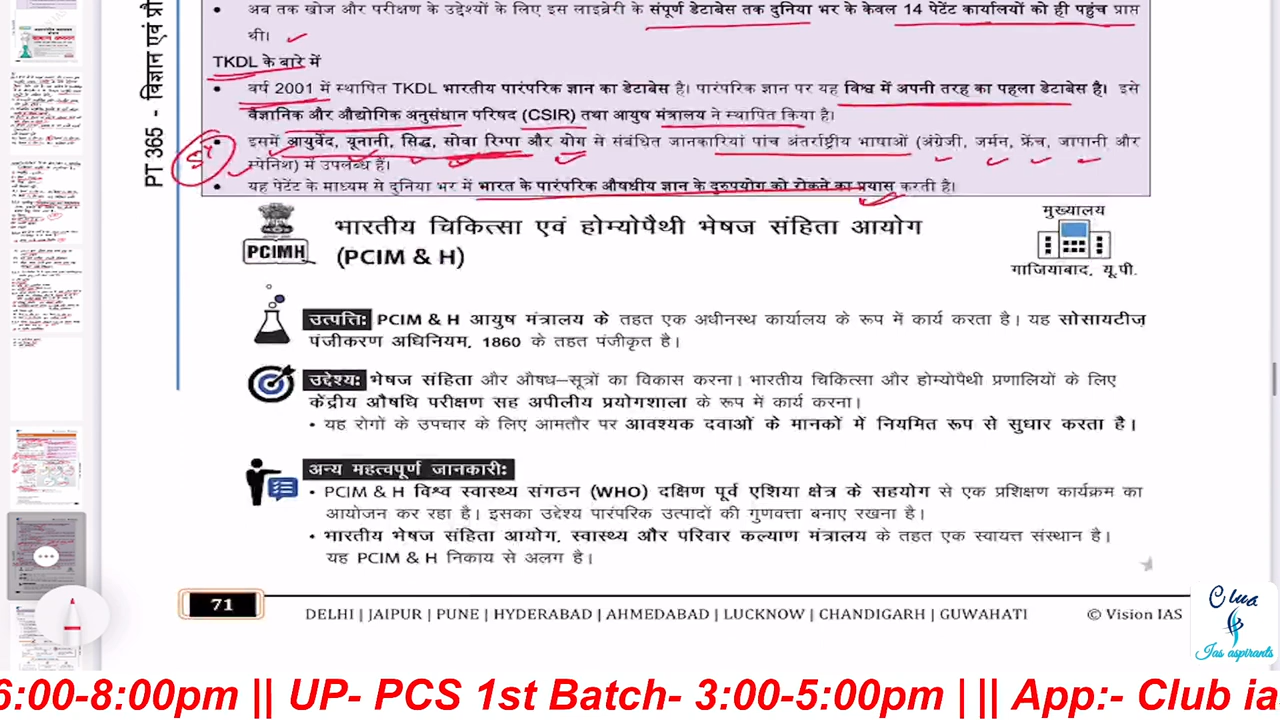 अब तक खोज और परीक्षण के उद्देश्यों के लिए इस लाइब्रेरी के संपूर्ण डेटाबेस तक दुनिया भर के केवल 14 पेटेंट कार्यालयों को ही पहुंच प्राप्त
थी।
TKDL के बारे में
वर्ष 2001 में स्थापित TKDL भारतीय पारंपरिक ज्ञान का डेटाबेस है। पारंपरिक ज्ञान पर यह विश्व में अपनी तरह का पहला डेटाबेस है। इसे
वैज्ञानिक और औद्योगिक अनुसंधान (CSIR) तथा आयुष मंत्रालय ने स्थापित किया है।
इसमें आयुर्वेद, यूनानी, सिद्ध, सोवा रिग्पा और योग से संबंधित जानकारियां पांच अंतर्राष्ट्रीय भाषाओं (अंग्रेजी, जर्मन, फ्रेंच, जापानी और
स्पेनिश) में उपलब्ध हैं।
यह पेटेंट के माध्यम से दुनिया भर में भारत के पारंपरिक औषधीय ज्ञान के दुरुपयोग को रोकने का प्रयास करती है।
PT 365 - विज्ञान एवं प्रौ
PCIMH
भारतीय चिकित्सा एवं होम्योपैथी भेषज संहिता आयोग
(PCIM & H)
मुख्यालय
गाजियाबाद, यू.पी.
उत्पत्ति: PCIM & H आयुष मंत्रालय के तहत एक अधीनस्थ कार्यालय के रूप में कार्य करता है। यह सोसायटीज़
पंजीकरण अधिनियम, 1860 के तहत पंजीकृत है।
उद्देश्य: भेषज संहिता और औषध–सूत्रों का विकास करना। भारतीय चिकित्सा और होम्योपैथी प्रणालियों के लिए
केंद्रीय औषधि परीक्षण सह अपीलीय प्रयोगशाला के रूप में कार्य करना।
• यह रोगों के उपचार के लिए आमतौर पर आवश्यक दवाओं के मानकों में नियमित रूप से सुधार करता है।
अन्य महत्वपूर्ण जानकारी:
• PCIM & H विश्व स्वास्थ्य संगठन (WHO) दक्षिण पूर्व एशिया क्षेत्र के सहयोग से एक प्रशिक्षण कार्यक्रम का
आयोजन कर रहा है। इसका उद्देश्य पारंपरिक उत्पादों की गुणवत्ता बनाए रखना है।
• भारतीय भेषज संहिता आयोग, स्वास्थ्य और परिवार कल्याण मंत्रालय के तहत एक स्वायत्त संस्थान है।
यह PCIM & H निकाय से अलग है।
71
DELHI | JAIPUR | PUNE | HYDERABAD | AHMEDABAD | LUCKNOW | CHANDIGARH | GUWAHATI
© Vision IAS
Club
Ias aspirants
6:00-8:00pm || UP- PCS 1st Batch- 3:00-5:00pm | || App:- Club ia